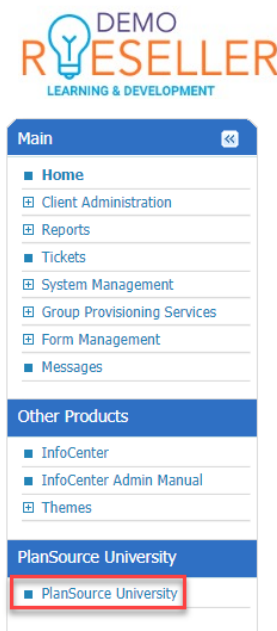 DEMO
RYESELLER
LEARNING & DEVELOPMENT
Main
Home
Client Administration
Reports
Tickets
System Management
Group Provisioning Services
Form Management
Messages
Other Products
InfoCenter
InfoCenter Admin Manual
Themes
PlanSource University
PlanSource University